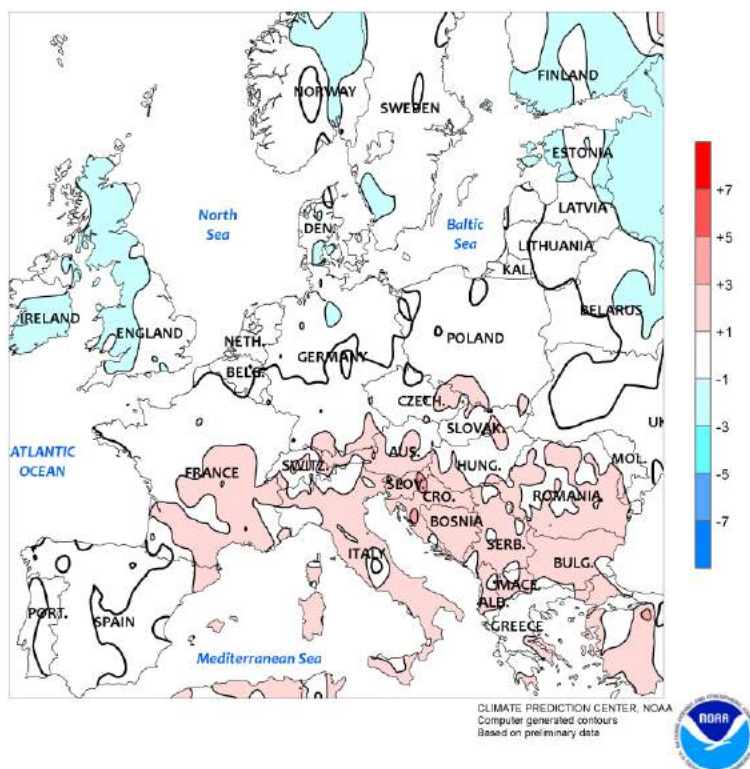 NORWAY
SWEDEN
FINLAND
ESTONIA
North
Sea
Baltic
Sea
LATVIA
DEN.
LITHUANIA
KAL.
IRELAND
ENGLAND
BELARUS
NETH.
GERMANY
POLAND
BELG.
CZECH.
SLOVAK.
UK
ATLANTIC
OCEAN
FRANCE
SWITZ.
AUS.
HUNG.
MOL.
SLOV.
CRO.
ROMANIA
BOSNIA
SERB.
ITALY
BULG.
MACE.
ALB.
PORT.
SPAIN
GREECE
Mediterranean Sea
+7
+5
+3
+1
-1
-3
-5
-7
CLIMATE PREDICTION CENTER, NOAA
Computer generated contours
Based on preliminary data
NOAA